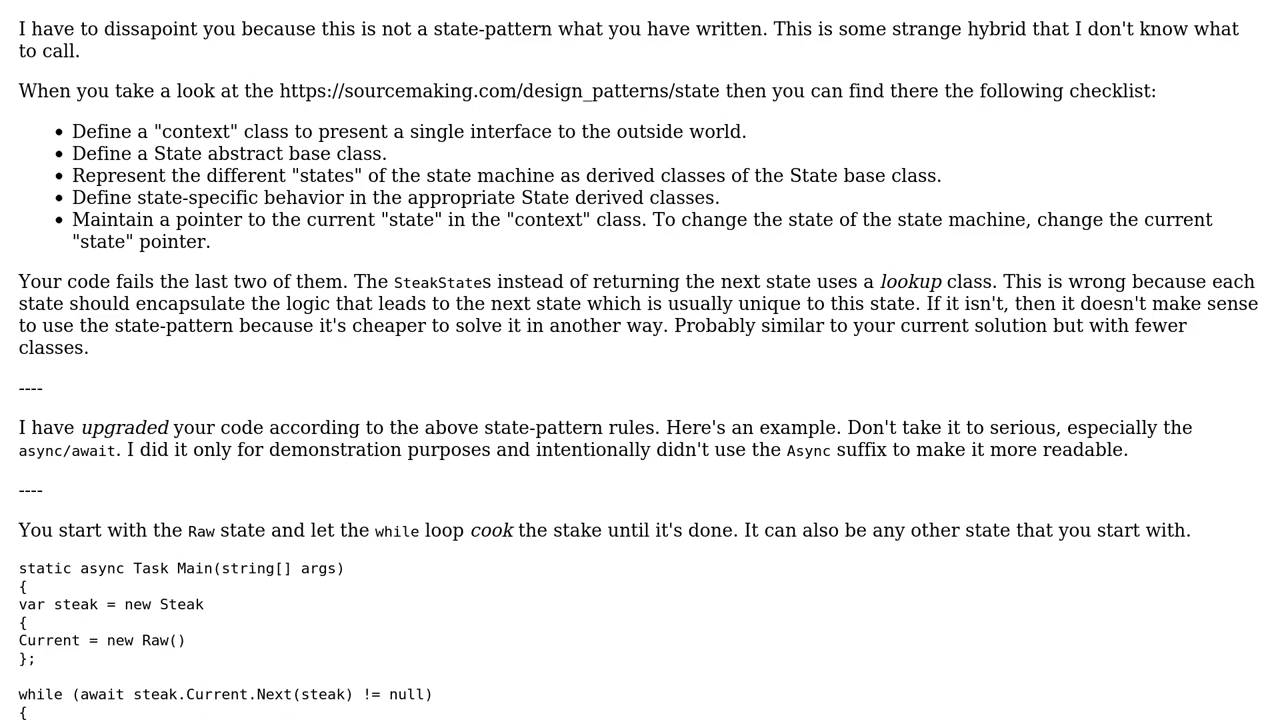 I have to dissapoint you because this is not a state-pattern what you have written. This is some strange hybrid that I don't know what
to call.
When you take a look at the https://sourcemaking.com/design_patterns/state then you can find there the following checklist:
• Define a "context" class to present a single interface to the outside world.
• Define a State abstract base class.
• Represent the different "states" of the state machine as derived classes of the State base class.
• Define state-specific behavior in the appropriate State derived classes.
• Maintain a pointer to the current "state" in the "context" class. To change the state of the state machine, change the current
"state" pointer.
Your code fails the last two of them. The SteakStates instead of returning the next state uses a lookup class. This is wrong because each
state should encapsulate the logic that leads to the next state which is usually unique to this state. If it isn't, then it doesn't make sense
to use the state-pattern because it's cheaper to solve it in another way. Probably similar to your current solution but with fewer
classes.
----
I have upgraded your code according to the above state-pattern rules. Here's an example. Don't take it to serious, especially the
async/await. I did it only for demonstration purposes and intentionally didn't use the Async suffix to make it more readable.
----
You start with the Raw state and let the while loop cook the stake until it's done. It can also be any other state that you start with.
static async Task Main(string[] args)
{
var steak = new Steak
{
Current = new Raw()
};
while (await steak.Current.Next(steak) != null)
{